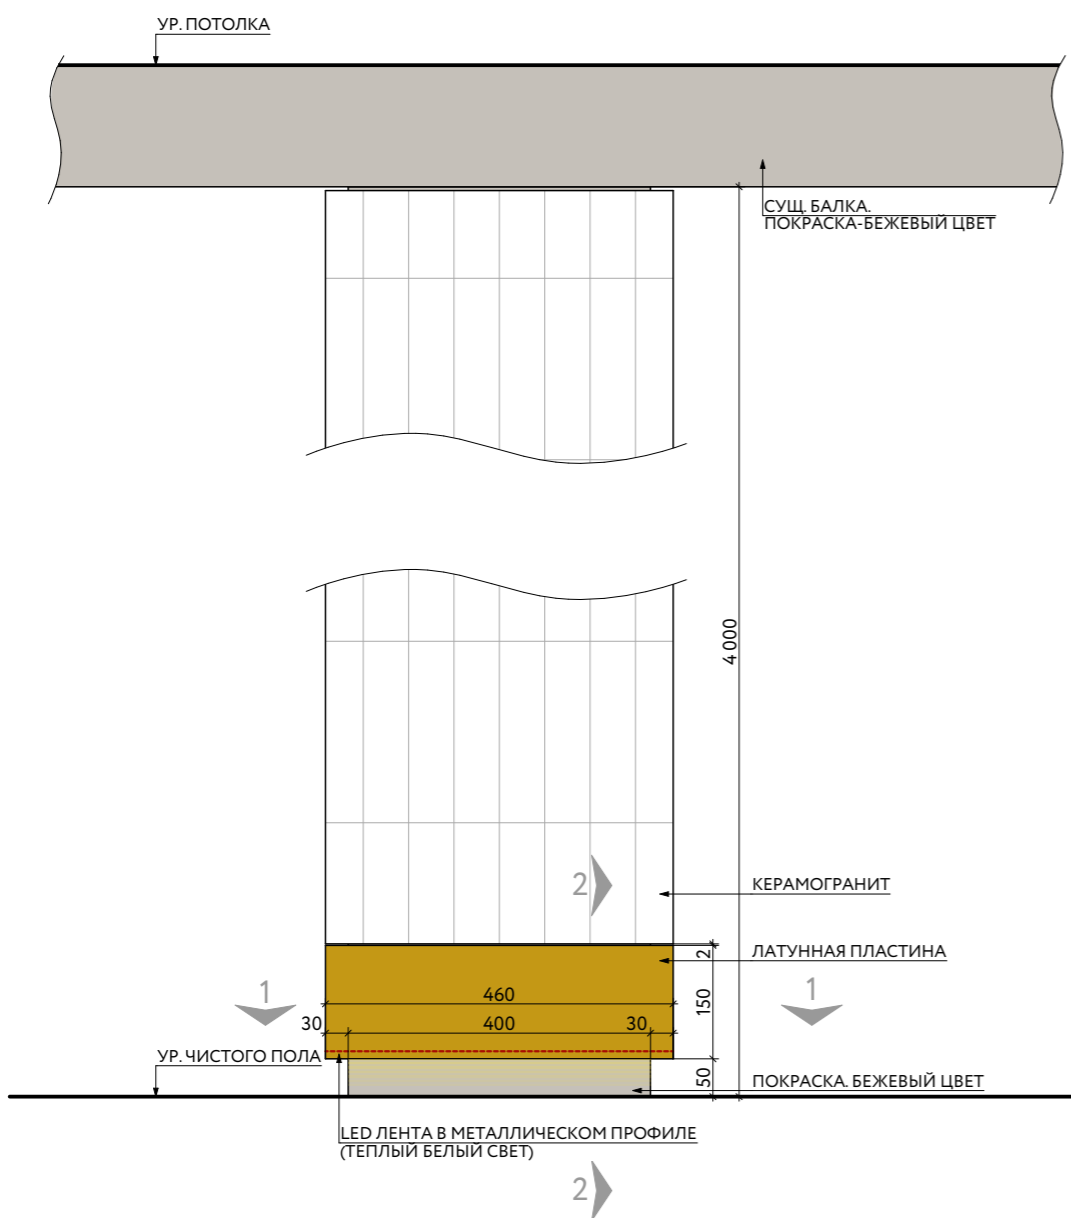 УР. ПОТОЛКА
СУЩ. БАЛКА.
ПОКРАСКА-БЕЖЕВЫЙ ЦВЕТ
4 000
2
КЕРАМОГРАНИТ
2
ЛАТУННАЯ ПЛАСТИНА
1
460
150
1
30
400
30
УР. ЧИСТОГО ПОЛА
50
ПОКРАСКА. БЕЖЕВЫЙ ЦВЕТ
LED ЛЕНТА В МЕТАЛЛИЧЕСКОМ ПРОФИЛЕ
(ТЕПЛЫЙ БЕЛЫЙ СВЕТ)
2